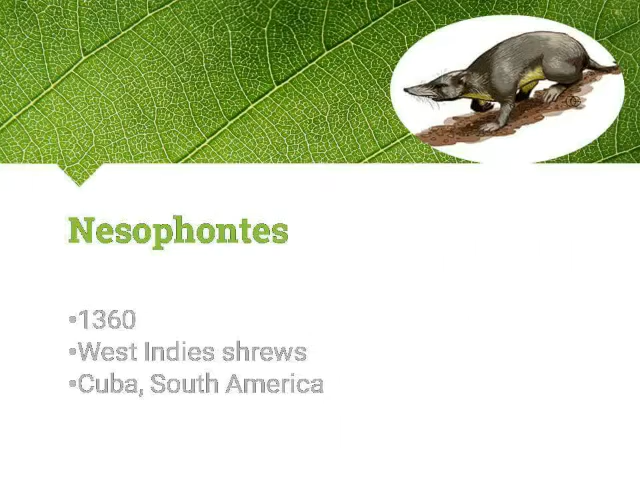 Nesophontes
•1360
•West Indies shrews
•Cuba, South America